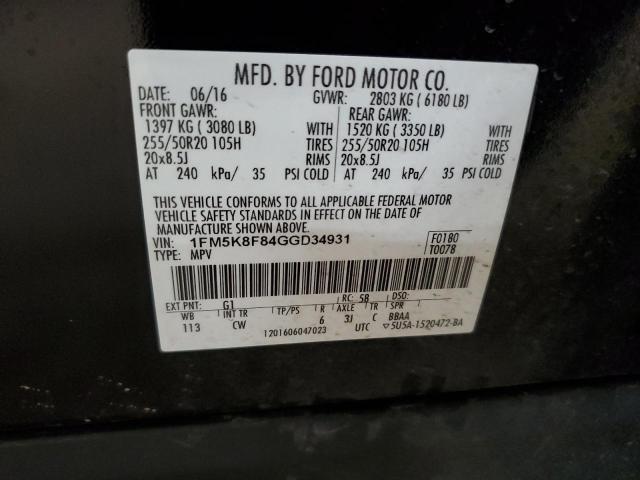 MFD. BY FORD MOTOR CO.
DATE: 06/16 GVWR: 2803 KG ( 6180 LB)
FRONT GAWR: REAR GAWR:
1397 KG ( 3080 LB) WITH 1520 KG ( 3350 LB) WITH
255/50R20 105H TIRES 255/50R20 105H TIRES
20x8.5J RIMS 20x8.5J RIMS
AT 240 kPa/ 35 PSI COLD AT 240 kPa/ 35 PSI COLD
THIS VEHICLE CONFORMS TO ALL APPLICABLE FEDERAL MOTOR
VEHICLE SAFETY STANDARDS IN EFFECT ON THE DATE OF
MANUFACTURE SHOWN ABOVE.
VIN: 1FM5K8F84GGD34931 F0180
TYPE: MPV T0078
EXT PNT: G1 RC: 58 DSO:
WB INT TR TP/PS R AXLE TR SPR
113 CW 6 3J C BBAA
1201606047023 UTC ▽5U5A-1520472-BA